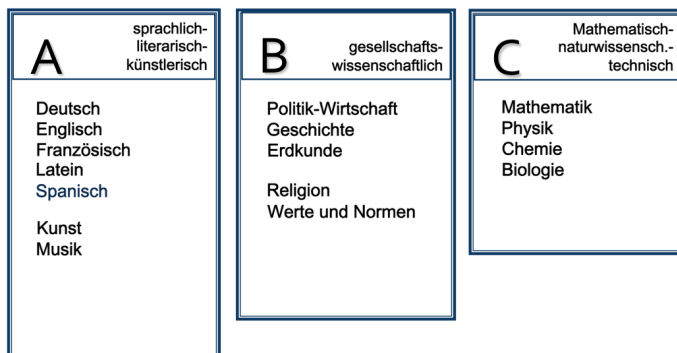 A
sprachlich-
literarisch-
künstlerisch
Deutsch
Englisch
Französisch
Latein
Spanisch
Kunst
Musik
B
gesellschafts-
wissenschaftlich
Politik-Wirtschaft
Geschichte
Erdkunde
Religion
Werte und Normen
C
Mathematisch-
naturwissensch.-
technisch
Mathematik
Physik
Chemie
Biologie